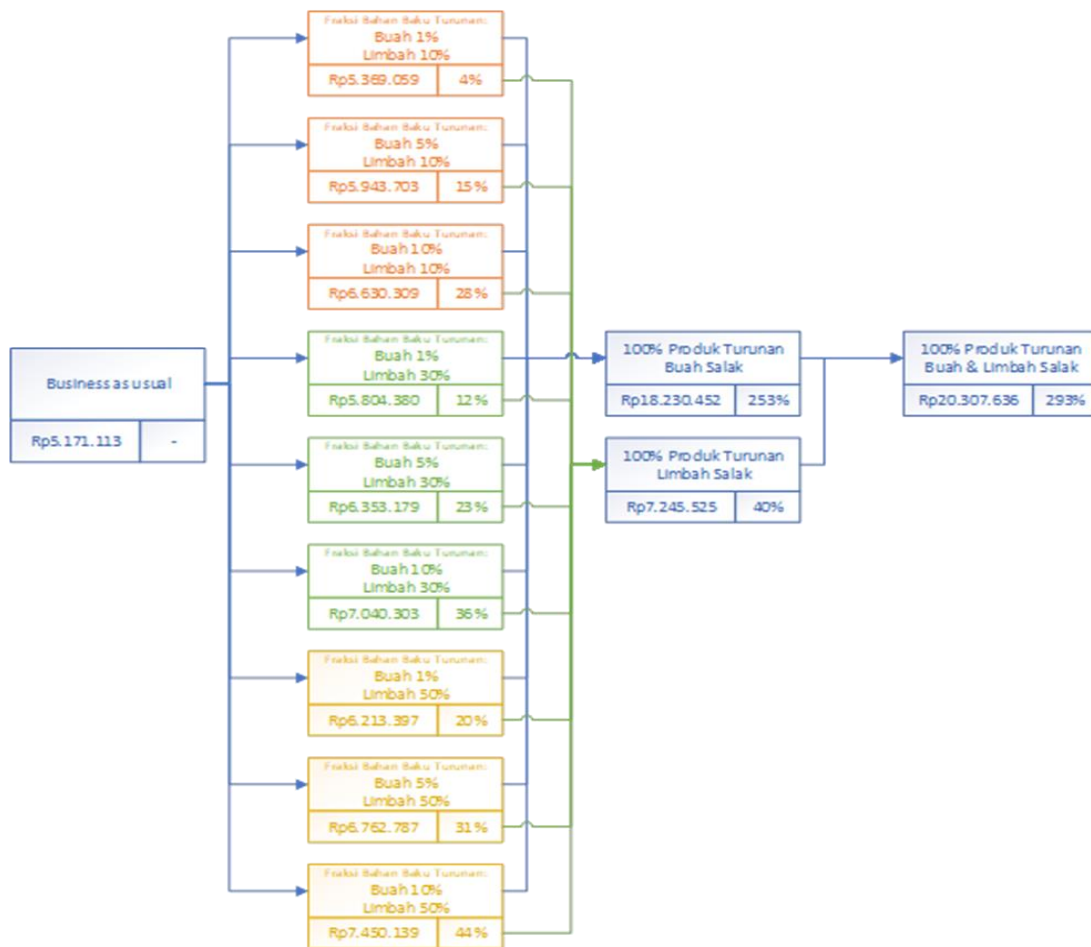 Business as usual
Rp5.171.113 -
Fraksi Bahan Baku Turunan:
Buah 1%
Limbah 10%
Rp5.369.059 4%
Fraksi Bahan Baku Turunan:
Buah 5%
Limbah 10%
Rp5.943.703 15%
Fraksi Bahan Baku Turunan:
Buah 10%
Limbah 10%
Rp6.630.309 28%
Fraksi Bahan Baku Turunan:
Buah 1%
Limbah 30%
Rp5.804.380 12%
Fraksi Bahan Baku Turunan:
Buah 5%
Limbah 30%
Rp6.353.179 23%
Fraksi Bahan Baku Turunan:
Buah 10%
Limbah 30%
Rp7.040.303 36%
Fraksi Bahan Baku Turunan:
Buah 1%
Limbah 50%
Rp6.213.397 20%
Fraksi Bahan Baku Turunan:
Buah 5%
Limbah 50%
Rp6.762.787 31%
Fraksi Bahan Baku Turunan:
Buah 10%
Limbah 50%
Rp7.450.139 44%
100% Produk Turunan
Buah Salak
Rp18.230.452 253%
100% Produk Turunan
Limbah Salak
Rp7.245.525 40%
100% Produk Turunan
Buah & Limbah Salak
Rp20.307.636 293%